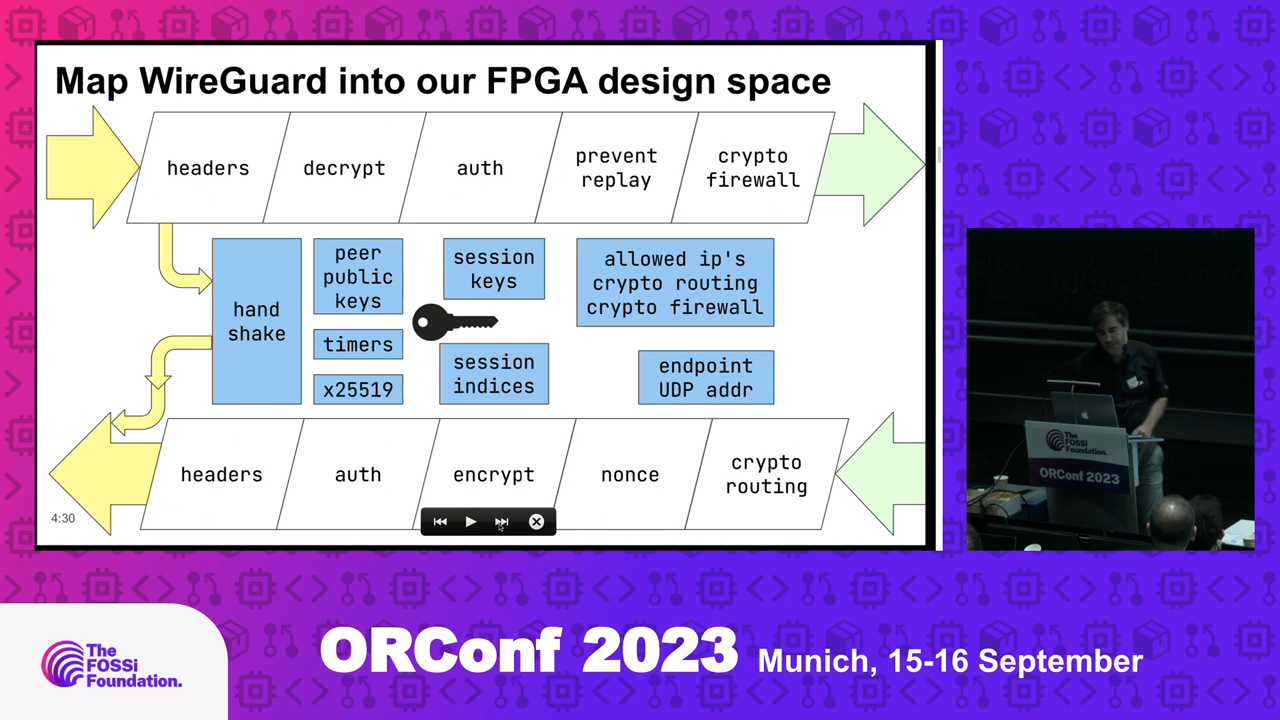 Map WireGuard into our FPGA design space
headers
decrypt
auth
prevent
replay
crypto
firewall
hand
shake
peer
public
keys
timers
x25519
session
keys
session
indices
allowed ip's
crypto routing
crypto firewall
endpoint
UDP addr
headers
auth
encrypt
nonce
crypto
routing
4:30
The
FOSSi
Foundation.
ORConf 2023
The
FOSSi
Foundation.
ORConf 2023 Munich, 15-16 September